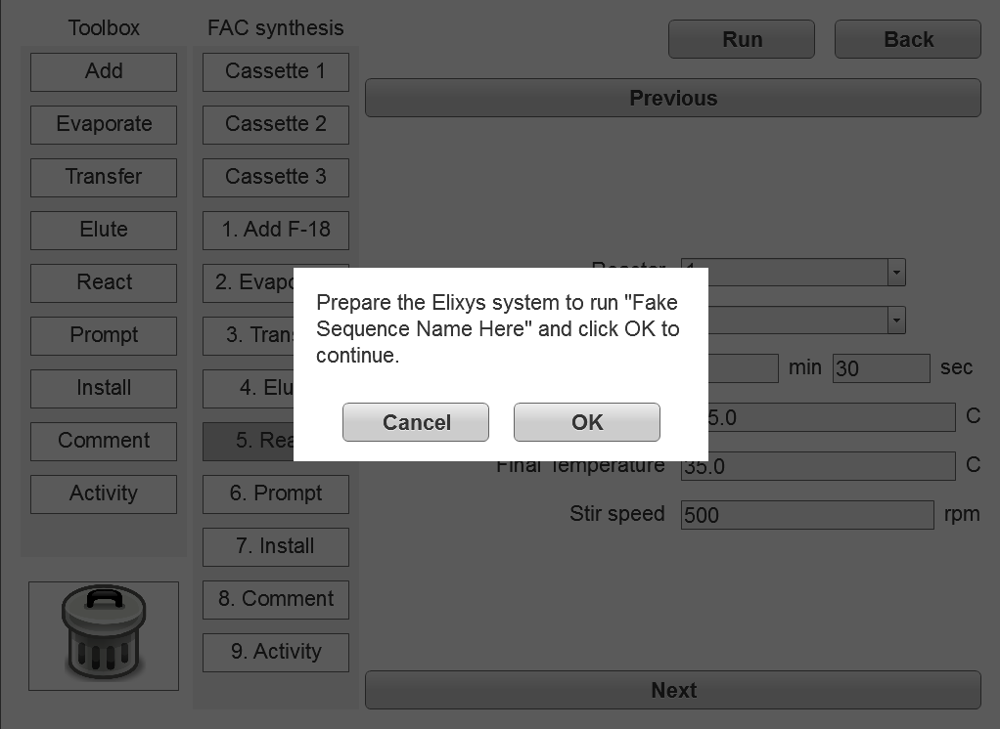 Toolbox
Add
Evaporate
Transfer
Elute
React
Prompt
Install
Comment
Activity
FAC synthesis
Cassette 1
Cassette 2
Cassette 3
1. Add F-18
2. Evapo
3. Trans
4. Elu
5. Rea
6. Prompt
7. Install
8. Comment
9. Activity
Run
Back
Previous
Reactor 1
Prepare the Elixys system to run "Fake
Sequence Name Here" and click OK to
continue.
Cancel
OK
min 30 sec
5.0 C
Final Temperature 35.0 C
Stir speed 500 rpm
Next